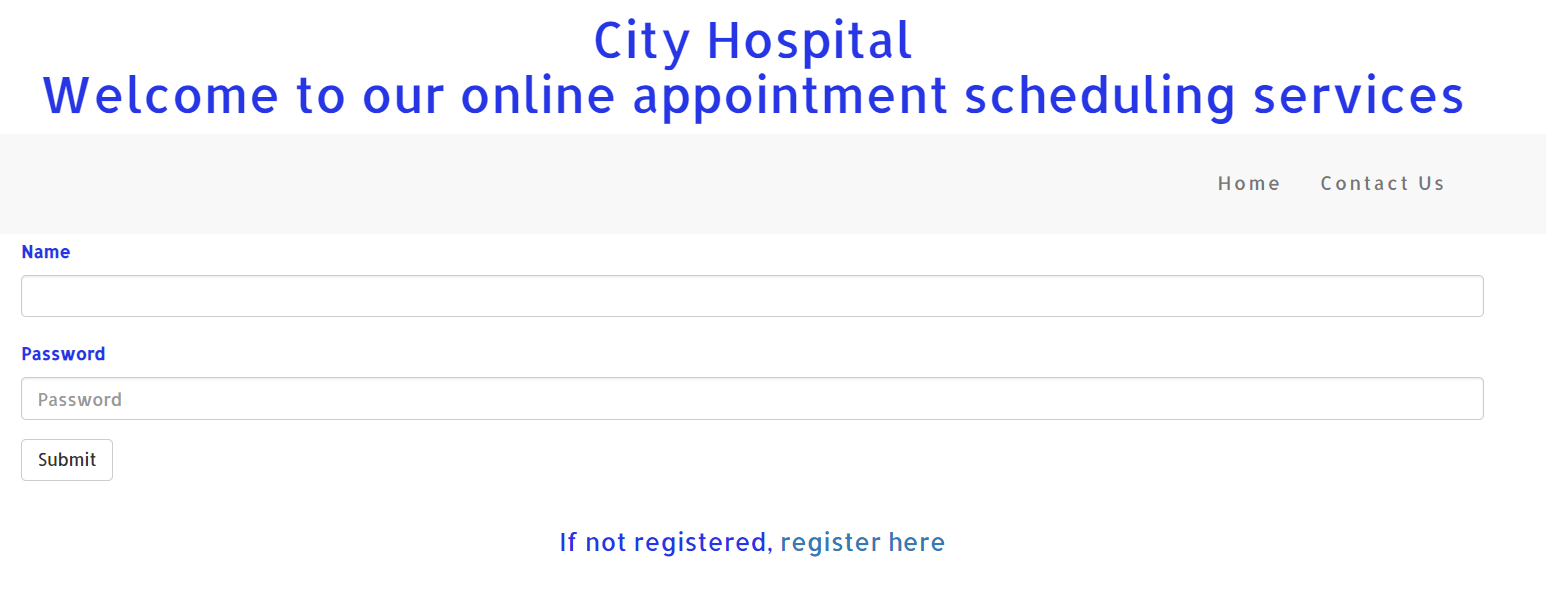 City Hospital
Welcome to our online appointment scheduling services
Home Contact Us
Name
Password
Password
Submit
If not registered, register here